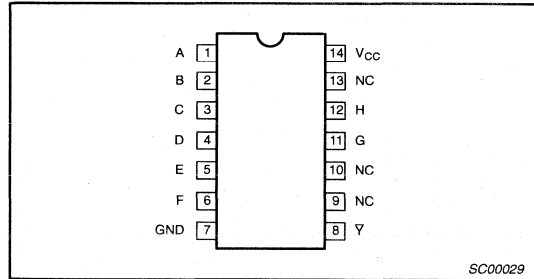 A 1 14 VCC
B 2 13 NC
C 3 12 H
D 4 11 G
E 5 10 NC
F 6 9 NC
GND 7 8 Y̅
SC00029